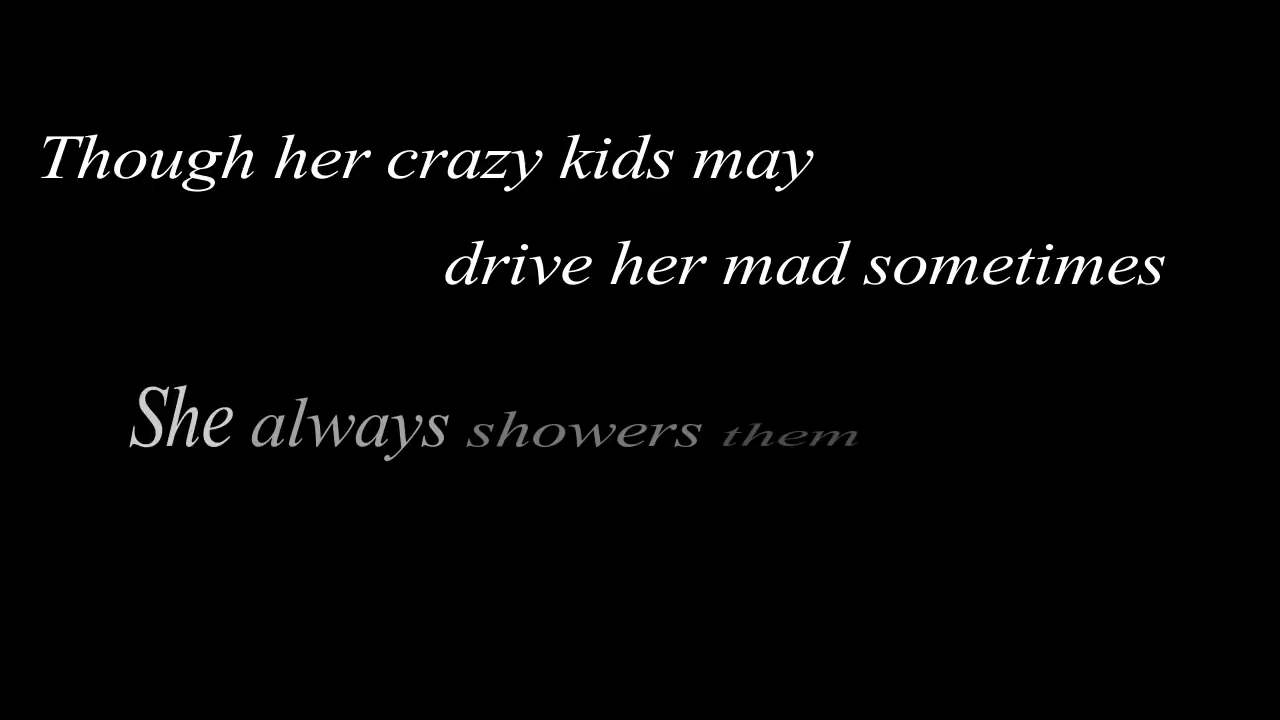 Though her crazy kids may
drive her mad sometimes
She always showers them